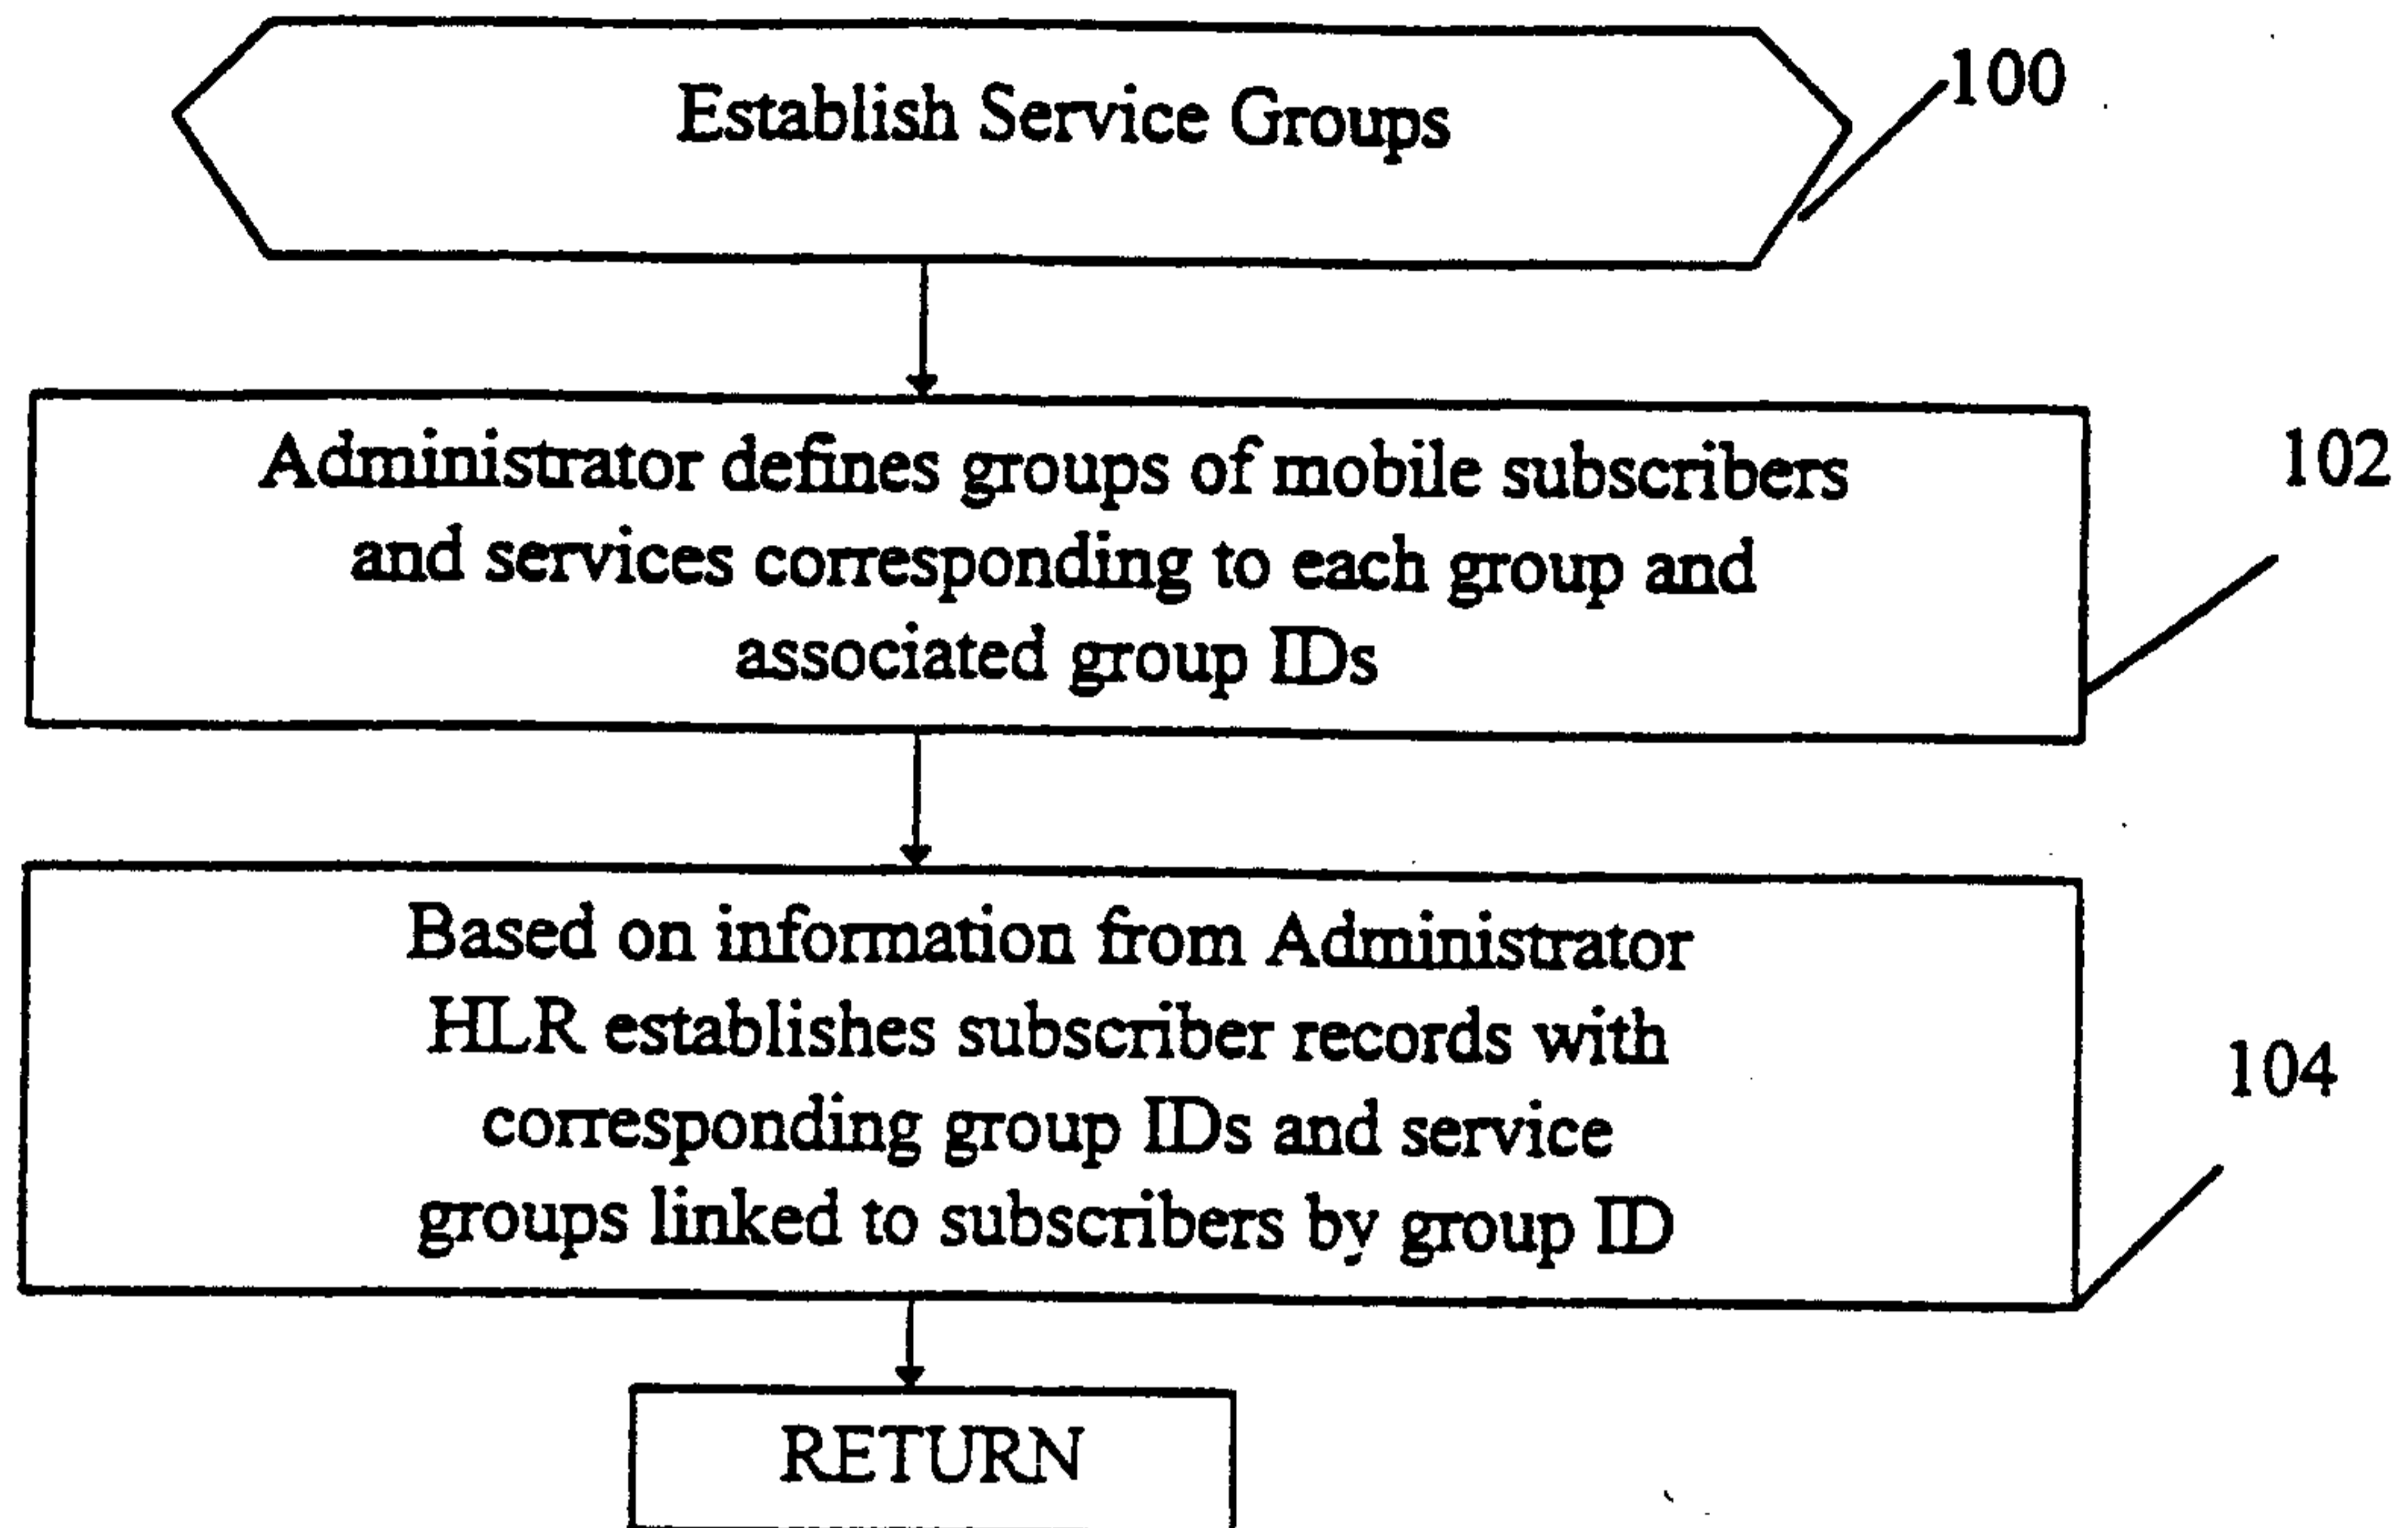 Establish Service Groups
100
Administrator defines groups of mobile subscribers
and services corresponding to each group and
associated group IDs
102
Based on information from Administrator
HLR establishes subscriber records with
corresponding group IDs and service
groups linked to subscribers by group ID
104
RETURN